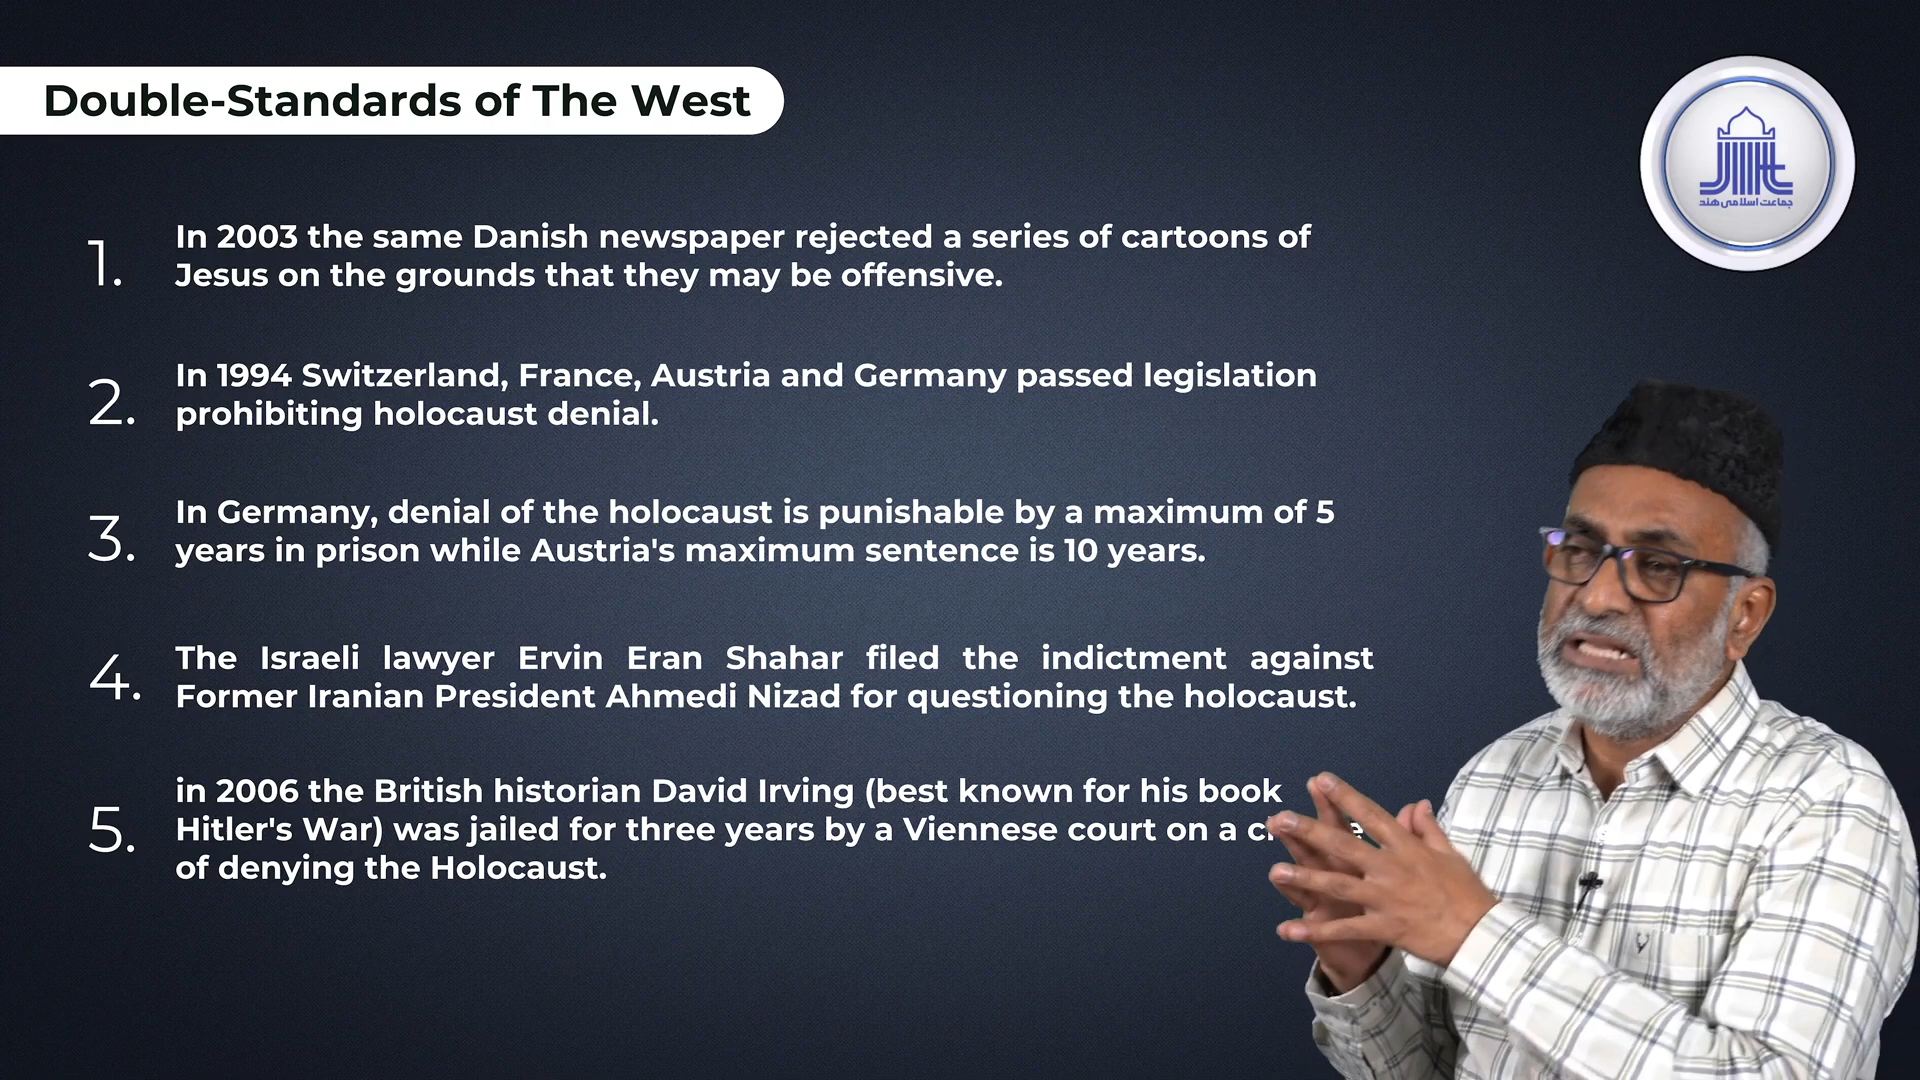 Double-Standards of The West
جماعت اسلامی هند
1. In 2003 the same Danish newspaper rejected a series of cartoons of
Jesus on the grounds that they may be offensive.
2. In 1994 Switzerland, France, Austria and Germany passed legislation
prohibiting holocaust denial.
3. In Germany, denial of the holocaust is punishable by a maximum of 5
years in prison while Austria's maximum sentence is 10 years.
4. The Israeli lawyer Ervin Eran Shahar filed the indictment against
Former Iranian President Ahmedi Nizad for questioning the holocaust.
5. in 2006 the British historian David Irving (best known for his book
Hitler's War) was jailed for three years by a Viennese court on a
of denying the Holocaust.